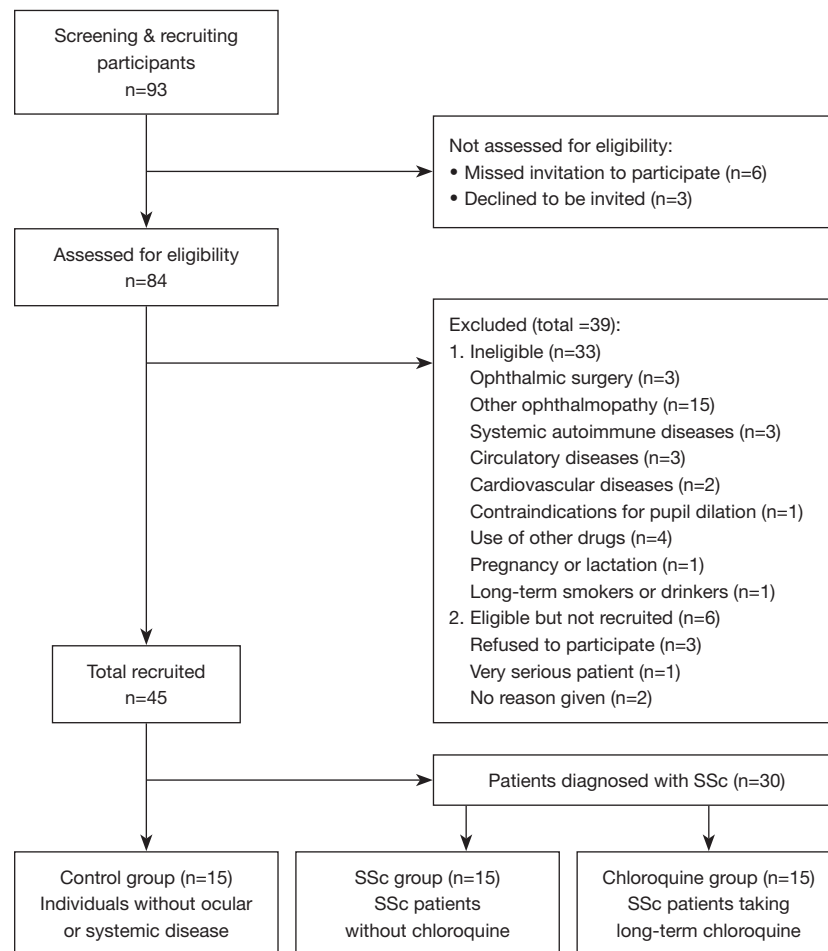 Screening & recruiting
participants
n=93
Not assessed for eligibility:
• Missed invitation to participate (n=6)
• Declined to be invited (n=3)
Assessed for eligibility
n=84
Excluded (total =39):
1. Ineligible (n=33)
Ophthalmic surgery (n=3)
Other ophthalmopathy (n=15)
Systemic autoimmune diseases (n=3)
Circulatory diseases (n=3)
Cardiovascular diseases (n=2)
Contraindications for pupil dilation (n=1)
Use of other drugs (n=4)
Pregnancy or lactation (n=1)
Long-term smokers or drinkers (n=1)
2. Eligible but not recruited (n=6)
Refused to participate (n=3)
Very serious patient (n=1)
No reason given (n=2)
Total recruited
n=45
Patients diagnosed with SSc (n=30)
Control group (n=15)
Individuals without ocular
or systemic disease
SSc group (n=15)
SSc patients
without chloroquine
Chloroquine group (n=15)
SSc patients taking
long-term chloroquine